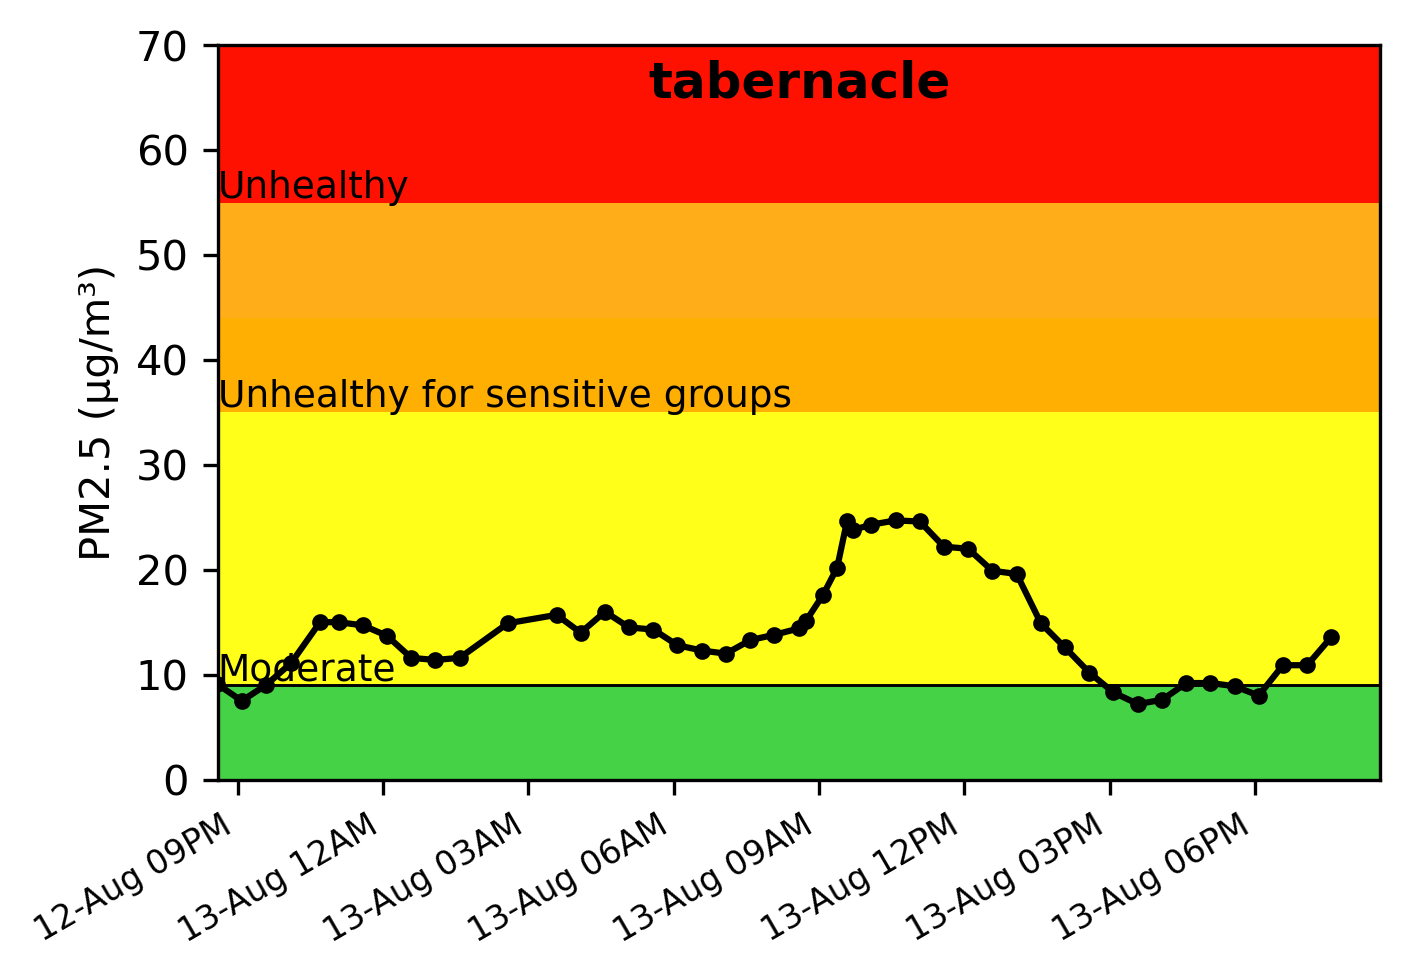 tabernacle
70
60
50
40
30
20
10
0
PM2.5 (µg/m³)
Unhealthy
Unhealthy for sensitive groups
Moderate
12-Aug 09PM
13-Aug 12AM
13-Aug 03AM
13-Aug 06AM
13-Aug 09AM
13-Aug 12PM
13-Aug 03PM
13-Aug 06PM